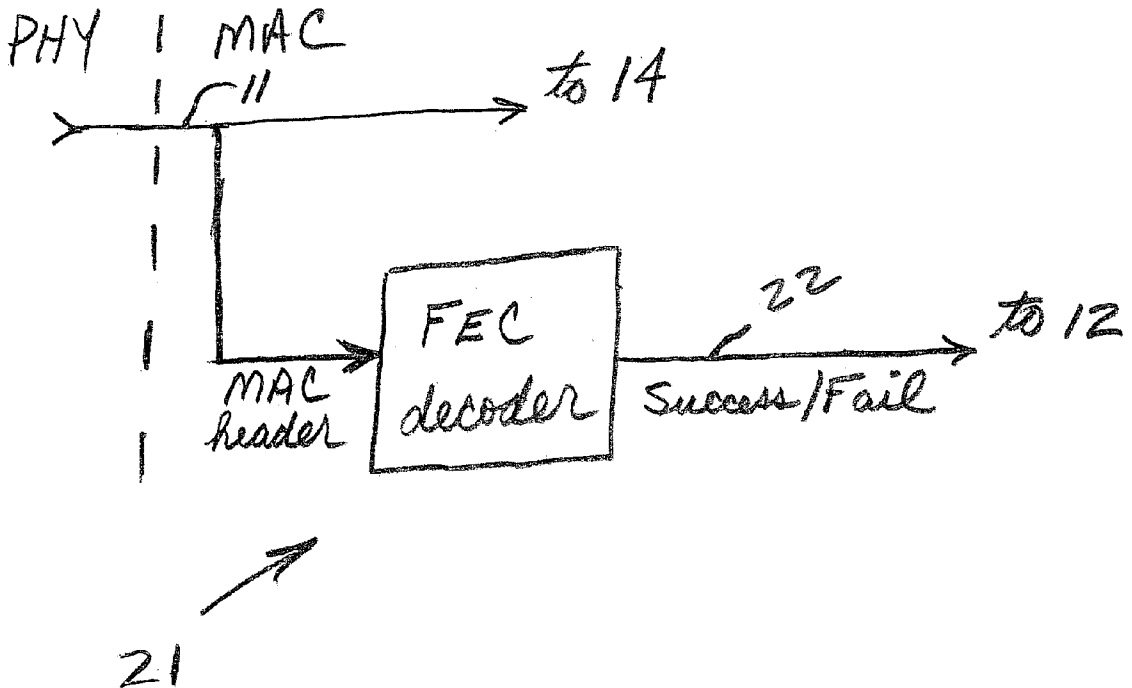 PHY MAC
11
to 14
FEC
decoder
22
to 12
MAC
header
Success/Fail
21